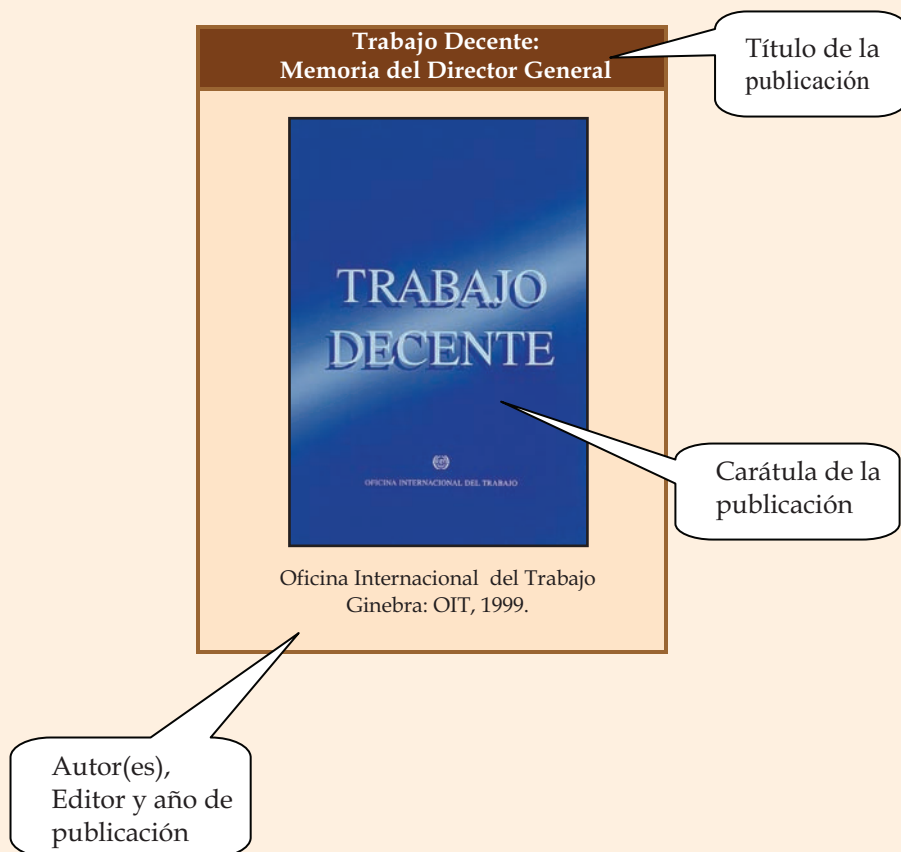 Trabajo Decente:
Memoria del Director General
Título de la
publicación
TRABAJO
DECENTE
OFICINA INTERNACIONAL DEL TRABAJO
Carátula de la
publicación
Oficina Internacional del Trabajo
Ginebra: OIT, 1999.
Autor(es),
Editor y año de
publicación